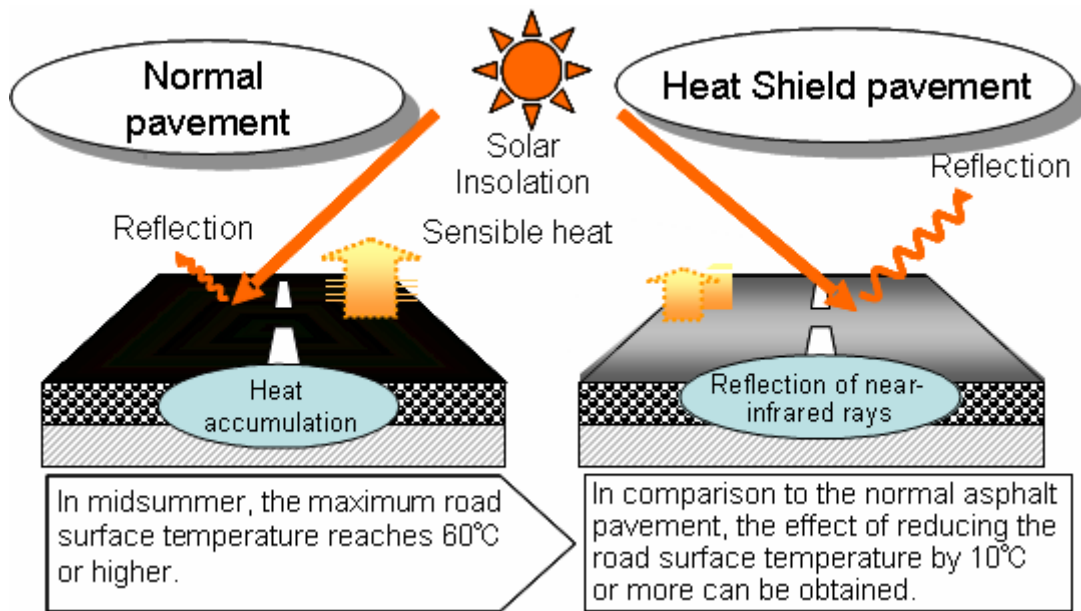 Normal
pavement
Heat Shield pavement
Solar
Insolation
Reflection
Reflection
Sensible heat
Heat
accumulation
Reflection of near-
infrared rays
In midsummer, the maximum road
surface temperature reaches 60℃
or higher.
In comparison to the normal asphalt
pavement, the effect of reducing the
road surface temperature by 10℃
or more can be obtained.